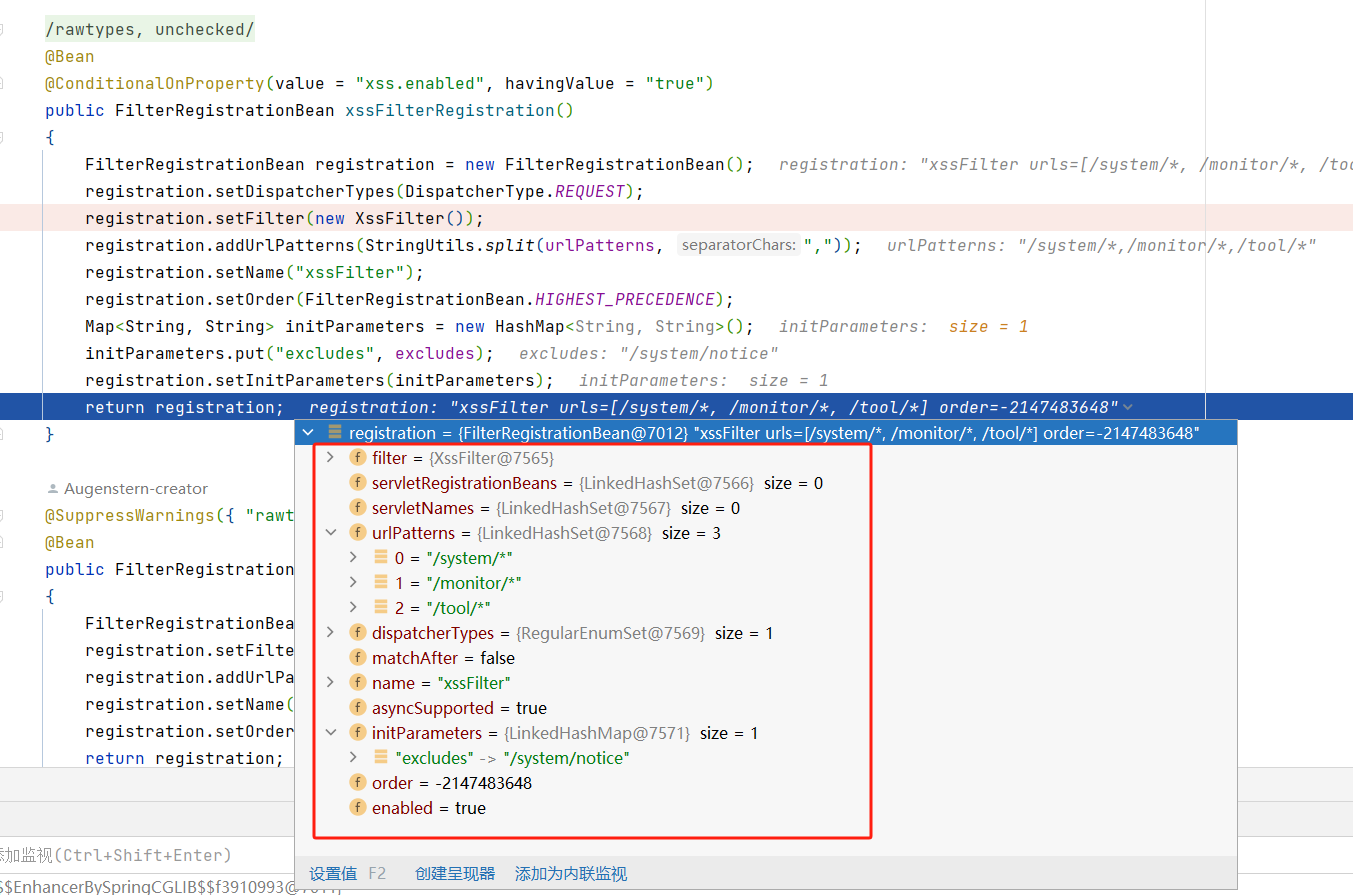 /rawtypes, unchecked/
@Bean
@ConditionalOnProperty(value = "xss.enabled", havingValue = "true")
public FilterRegistrationBean xssFilterRegistration()
{
FilterRegistrationBean registration = new FilterRegistrationBean(); registration: "xssFilter urls=[/system/*, /monitor/*, /too
registration.setDispatcherTypes(DispatcherType.REQUEST);
registration.setFilter(new XssFilter());
registration.addUrlPatterns(StringUtils.split(urlPatterns, separatorChars: ",")); urlPatterns: "/system/*,/monitor/*,/tool/*"
registration.setName("xssFilter");
registration.setOrder(FilterRegistrationBean.HIGHEST_PRECEDENCE);
Map<String, String> initParameters = new HashMap<String, String>(); initParameters: size = 1
initParameters.put("excludes", excludes); excludes: "/system/notice"
registration.setInitParameters(initParameters); initParameters: size = 1
return registration; registration: "xssFilter urls=[/system/*, /monitor/*, /tool/*] order=-2147483648"
registration = {FilterRegistrationBean@7012} "xssFilter urls=[/system/*, /monitor/*, /tool/*] order=-2147483648"
}
f filter = {XssFilter@7565}
f servletRegistrationBeans = {LinkedHashSet@7566} size = 0
f servletNames = {LinkedHashSet@7567} size = 0
f urlPatterns = {LinkedHashSet@7568} size = 3
0 = "/system/*"
1 = "/monitor/*"
2 = "/tool/*"
f dispatcherTypes = {RegularEnumSet@7569} size = 1
f matchAfter = false
f name = "xssFilter"
f asyncSupported = true
f initParameters = {LinkedHashMap@7571} size = 1
"excludes" -> "/system/notice"
f order = -2147483648
f enabled = true
设置值 F2 创建呈现器 添加为内联监视
Augenstern-creator
@SuppressWarnings({ "rawt
@Bean
public FilterRegistration
{
FilterRegistrationBea
registration.setFilte
registration.addUrlPa
registration.setName(
registration.setOrder
return registration;
加监视(Ctrl+Shift+Enter)
$$EnhancerBySpringCGLIB$$f3910993@